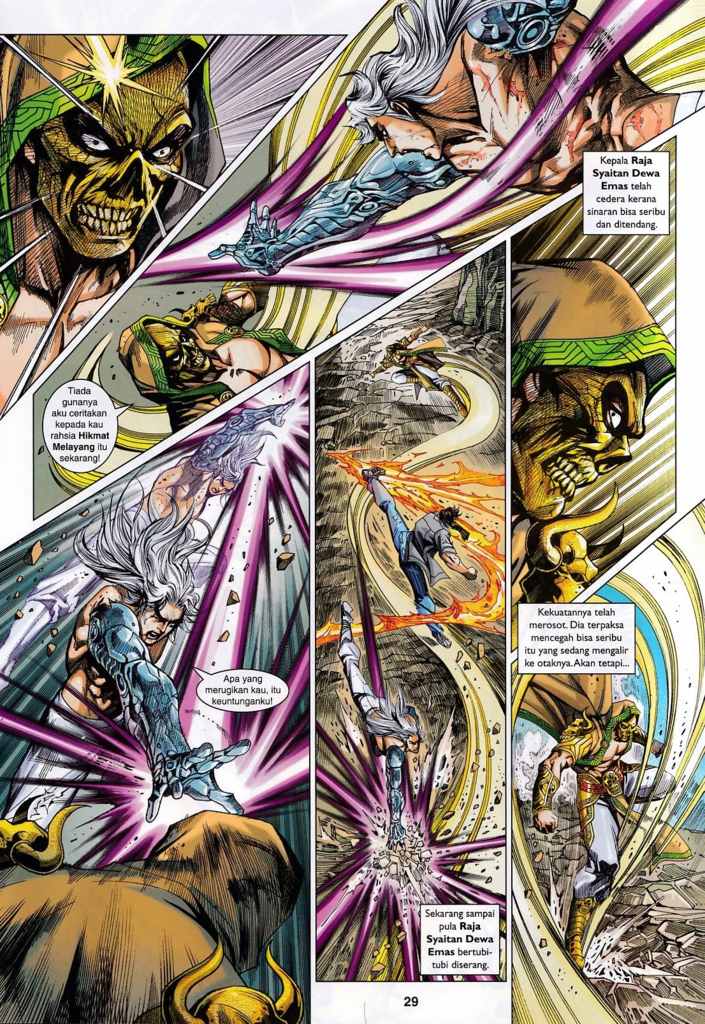 Kepala Raja
Syaitan Dewa
Emas telah
cedera kerana
sinaran bisa seribu
dan ditendang.
Tiada
gunanya
aku ceritakan
kepada kau
rahsia Hikmat
Melayang itu
sekarang!
Apa yang
merugikan kau, itu
keuntunganku!
Sekarang sampai
pula Raja
Syaitan Dewa
Emas bertubi-
tubi diserang.
Kekuatannya telah
merosot. Dia terpaksa
mencegah bisa seribu
itu yang sedang mengalir
ke otaknya. Akan tetapi...
29